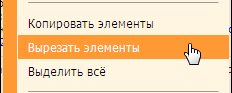 Копировать элементы
Вырезать элементы
Выделить всё